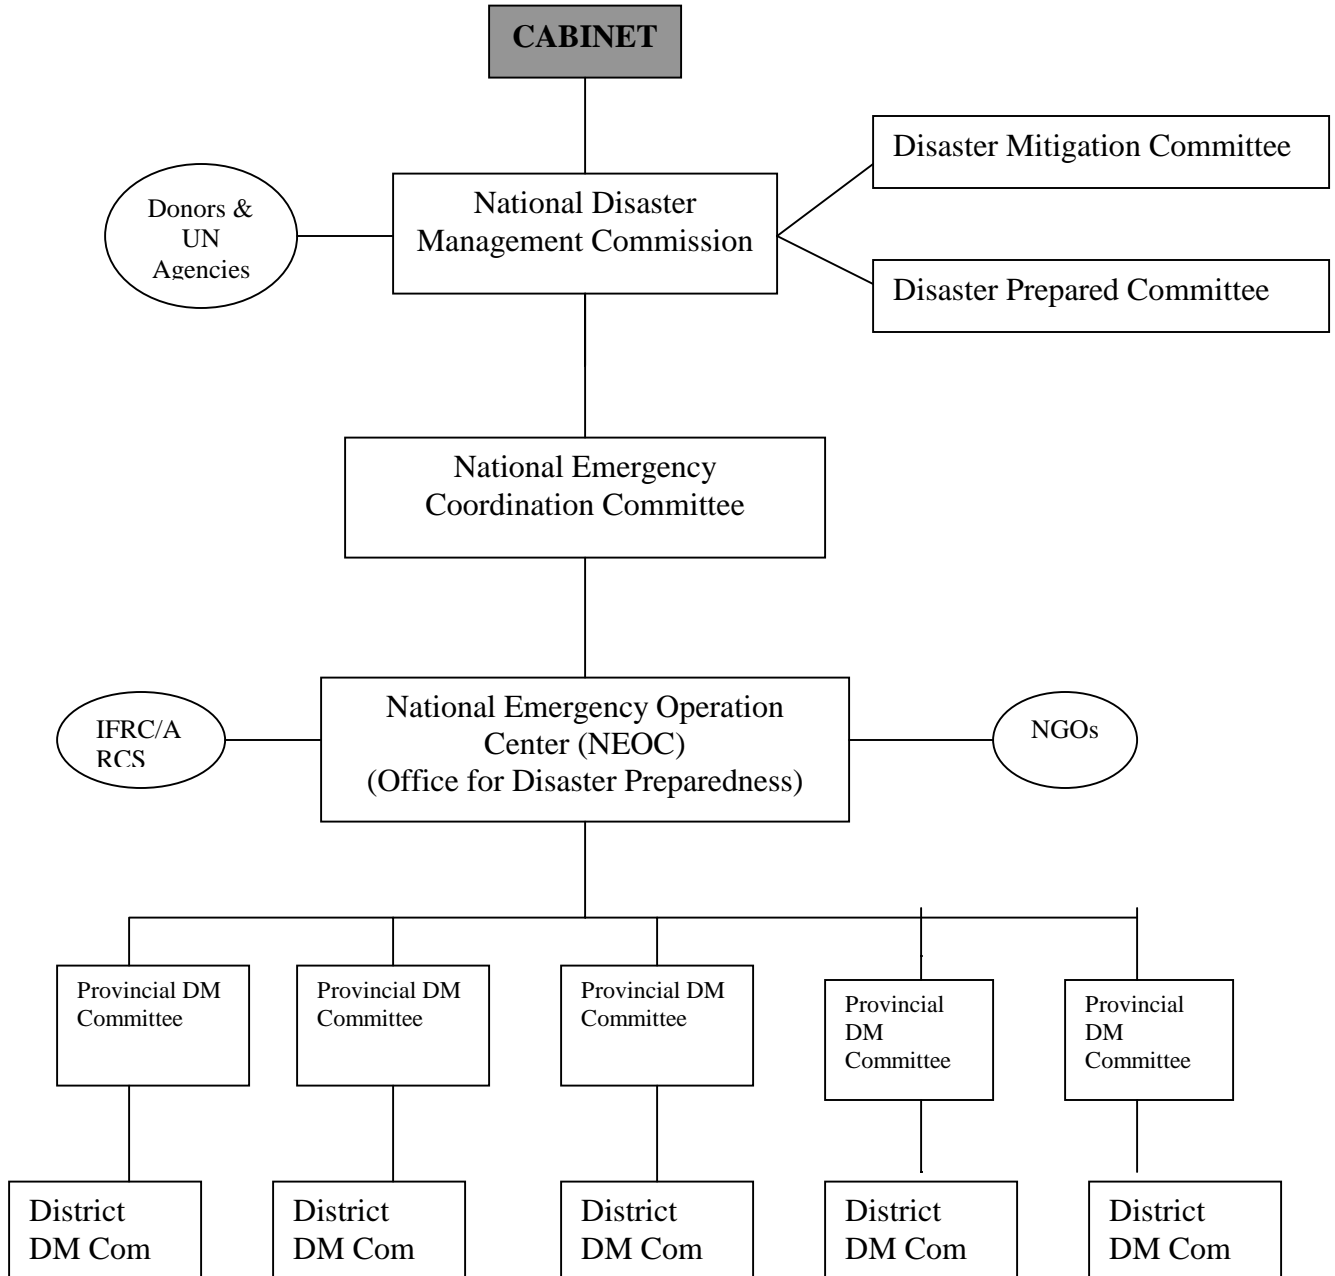 CABINET
Disaster Mitigation Committee
Donors &
UN
Agencies
National Disaster
Management Commission
Disaster Prepared Committee
National Emergency
Coordination Committee
IFRC/A
RCS
National Emergency Operation
Center (NEOC)
(Office for Disaster Preparedness)
NGOs
Provincial DM
Committee
Provincial DM
Committee
Provincial DM
Committee
Provincial
DM
Committee
Provincial
DM
Committee
District
DM Com
District
DM Com
District
DM Com
District
DM Com
District
DM Com